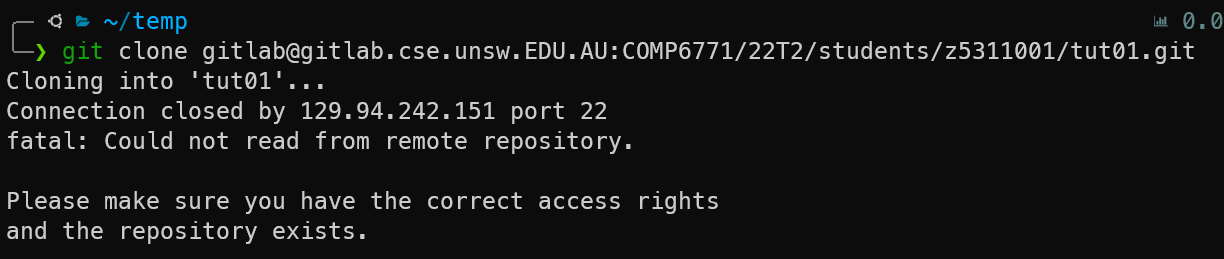 ~/temp 0.0
❯ git clone gitlab@gitlab.cse.unsw.EDU.AU:COMP6771/22T2/students/z5311001/tut01.git
Cloning into 'tut01'...
Connection closed by 129.94.242.151 port 22
fatal: Could not read from remote repository.
Please make sure you have the correct access rights
and the repository exists.